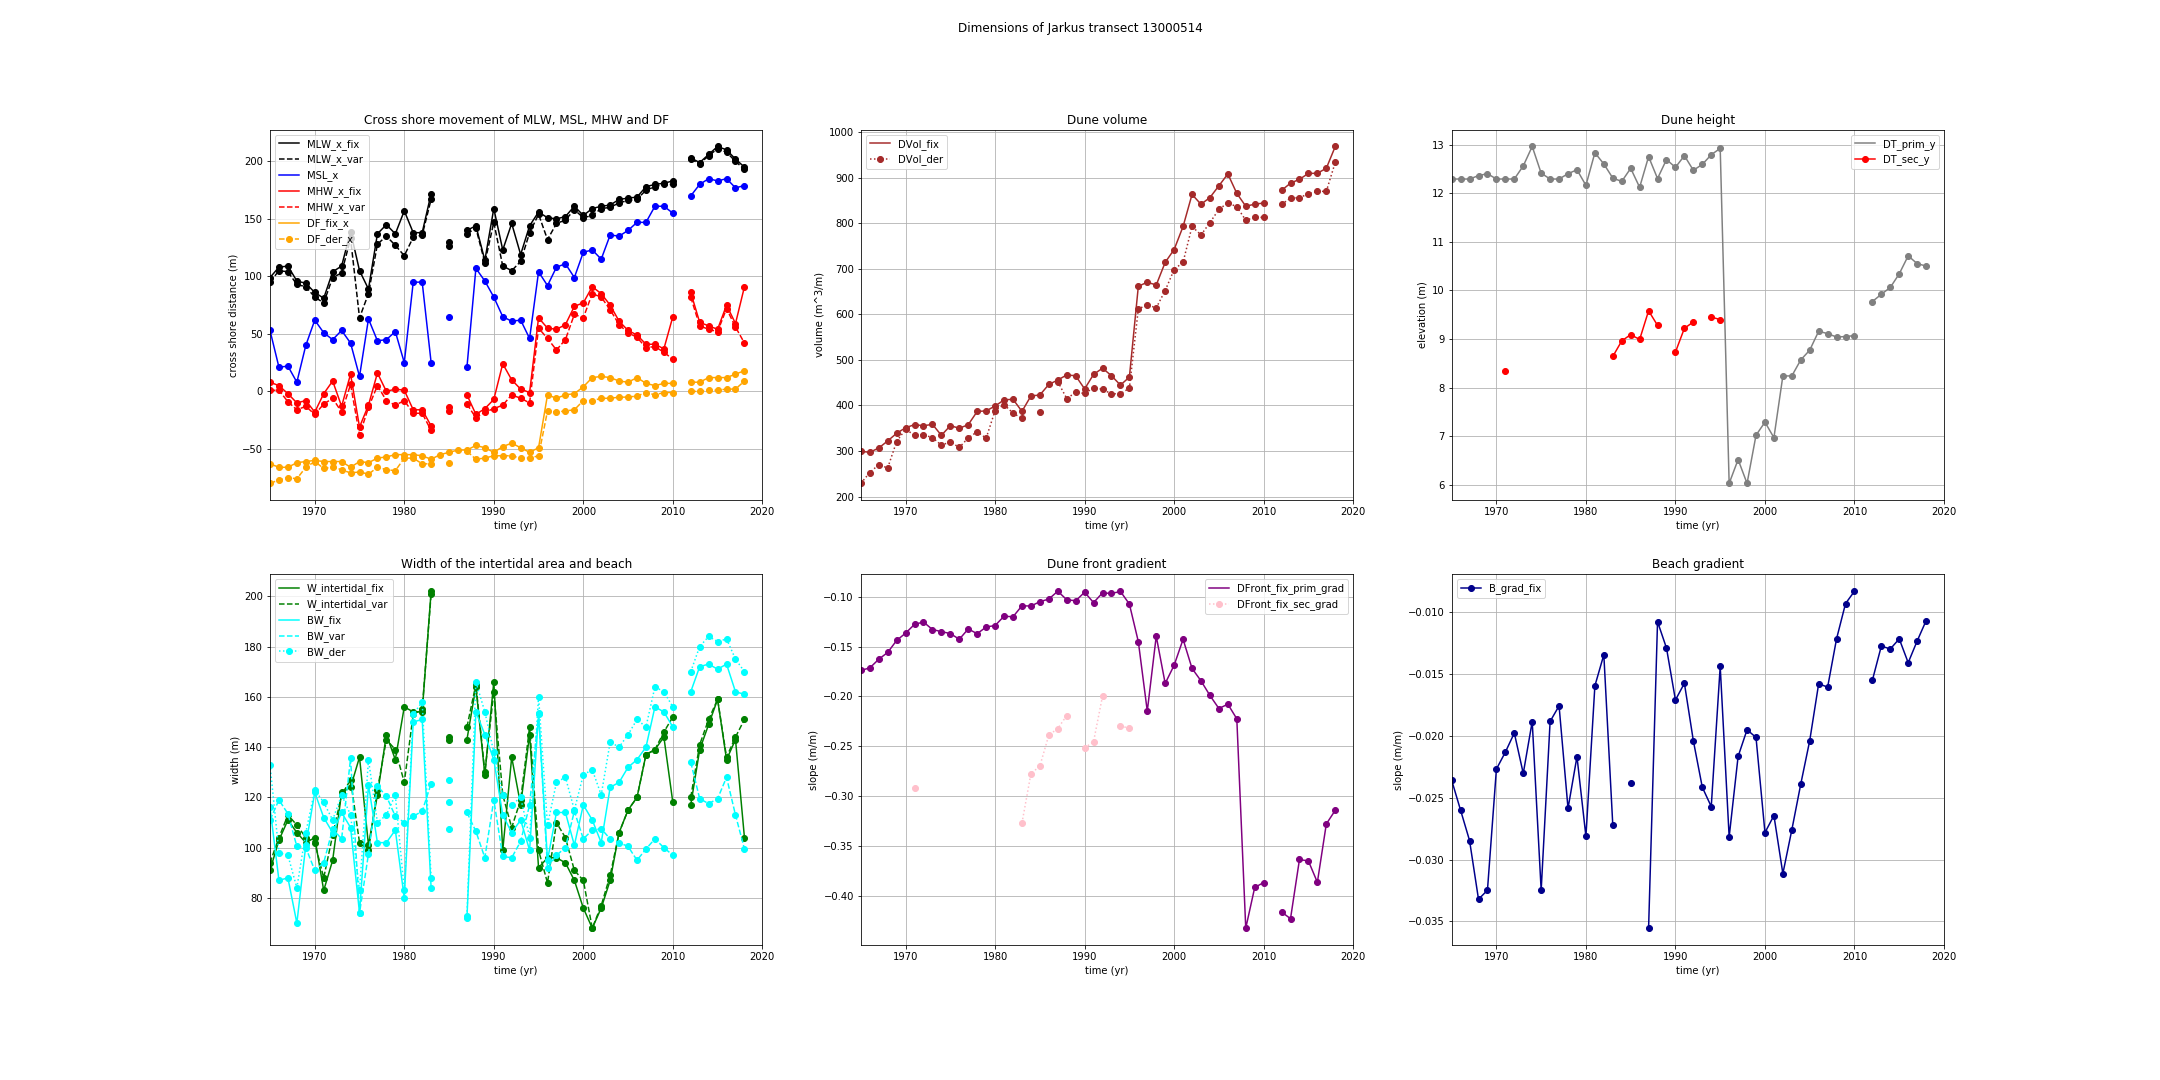 Dimensions of Jarkus transect 13000514
Cross shore movement of MLW, MSL, MHW and DF
MLW_x_fix
MLW_x_var
MSL_x
MHW_x_fix
MHW_x_var
DF_fix_x
DF_der_x
cross shore distance (m)
200
150
100
50
0
−50
1970 1980 1990 2000 2010 2020
time (yr)
Dune volume
DVol_fix
DVol_der
volume (m^3/m)
1000
900
800
700
600
500
400
300
200
1970 1980 1990 2000 2010 2020
time (yr)
Dune height
DT_prim_y
DT_sec_y
elevation (m)
13
12
11
10
9
8
7
6
1970 1980 1990 2000 2010 2020
time (yr)
Width of the intertidal area and beach
W_intertidal_fix
W_intertidal_var
BW_fix
BW_var
BW_der
width (m)
200
180
160
140
120
100
80
1970 1980 1990 2000 2010 2020
time (yr)
Dune front gradient
DFront_fix_prim_grad
DFront_fix_sec_grad
slope (m/m)
−0.10
−0.15
−0.20
−0.25
−0.30
−0.35
−0.40
1970 1980 1990 2000 2010 2020
time (yr)
Beach gradient
B_grad_fix
slope (m/m)
−0.010
−0.015
−0.020
−0.025
−0.030
−0.035
1970 1980 1990 2000 2010 2020
time (yr)